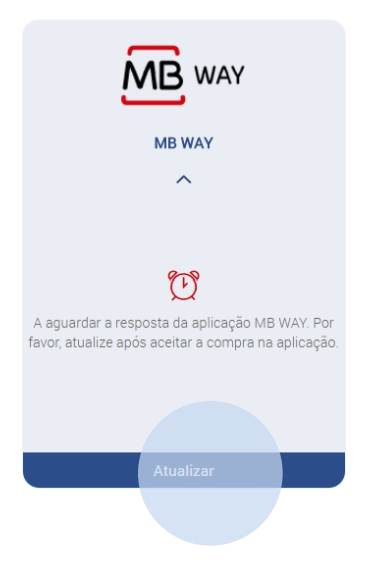 MB WAY
MB WAY
A aguardar a resposta da aplicação MB WAY. Por
favor, atualize após aceitar a compra na aplicação.
Atualizar